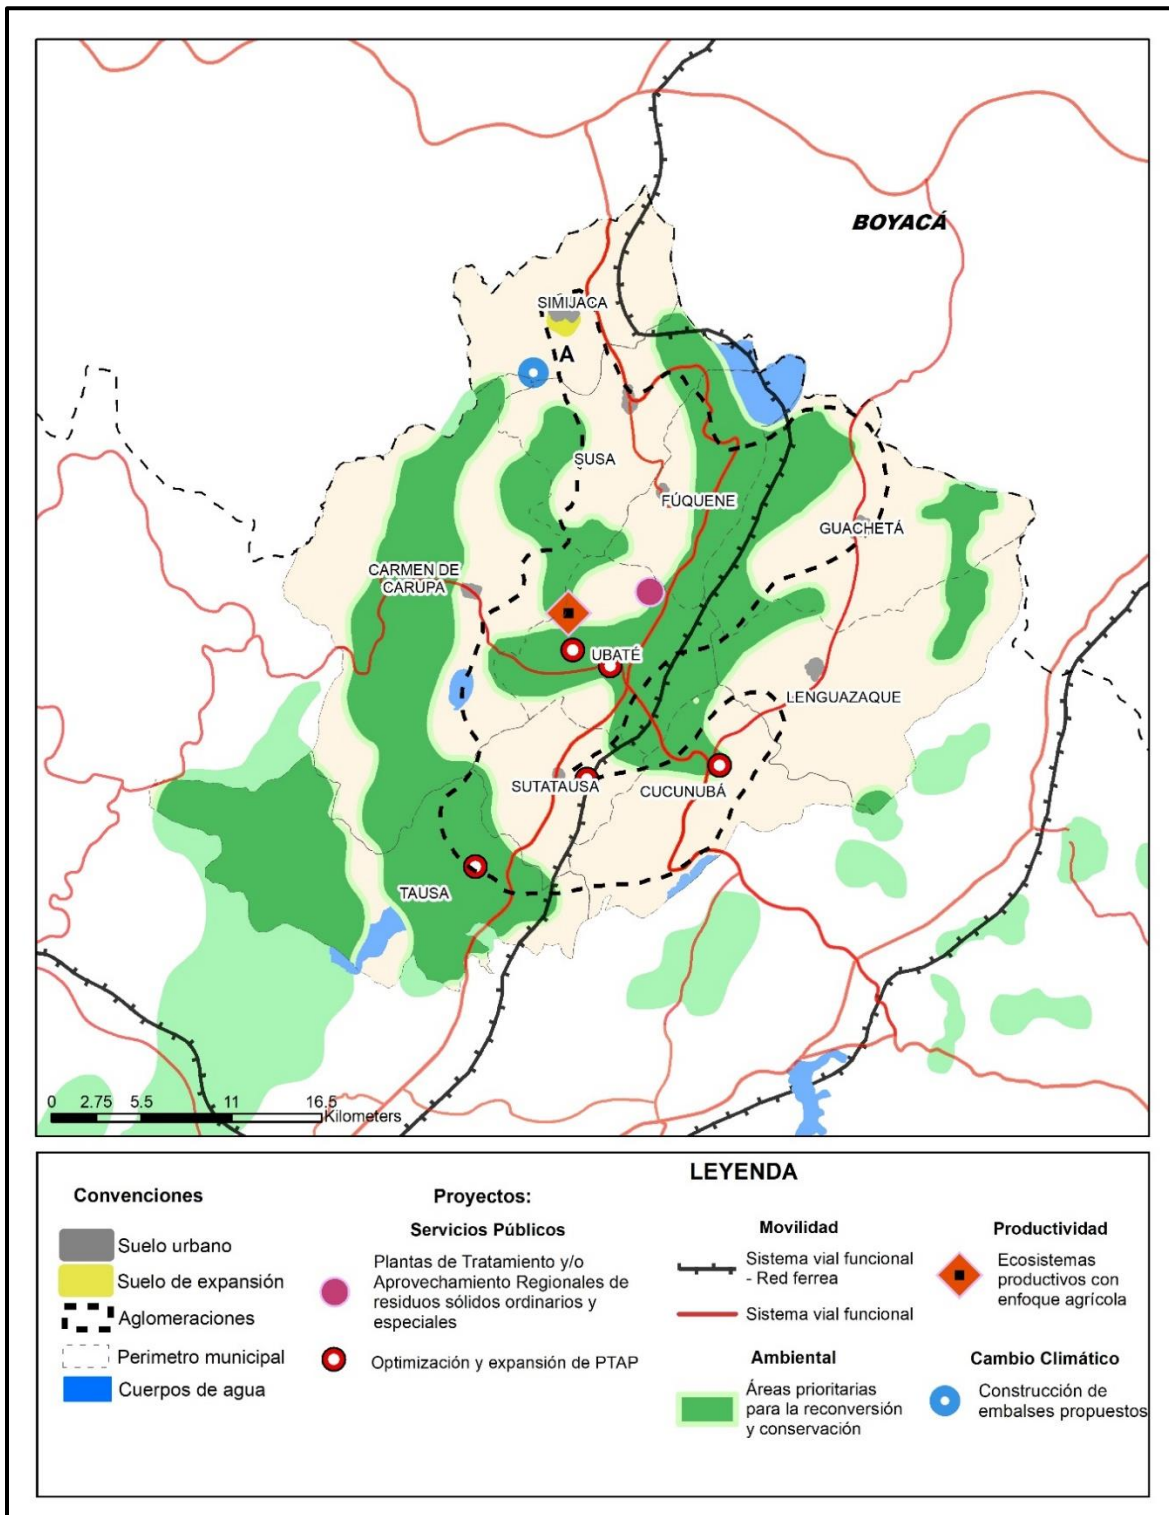 BOYACÁ
SIMIJACA
A
SUSA
FÚQUENE
GUACHETÁ
CARMEN DE
CARUPA
UBATÉ
LENGUAZAQUE
SUTATAUSA
CUCUNUBÁ
TAUSA
0 2.75 5.5 11 16.5
Kilometers
LEYENDA
Convenciones
Suelo urbano
Suelo de expansión
Aglomeraciones
Perimetro municipal
Cuerpos de agua
Proyectos:
Servicios Públicos
Plantas de Tratamiento y/o
Aprovechamiento Regionales de
residuos sólidos ordinarios y
especiales
Optimización y expansión de PTAP
Movilidad
Sistema vial funcional
- Red ferrea
Sistema vial funcional
Ambiental
Áreas prioritarias
para la reconversión
y conservación
Productividad
Ecosistemas
productivos con
enfoque agrícola
Cambio Climático
Construcción de
embalses propuestos